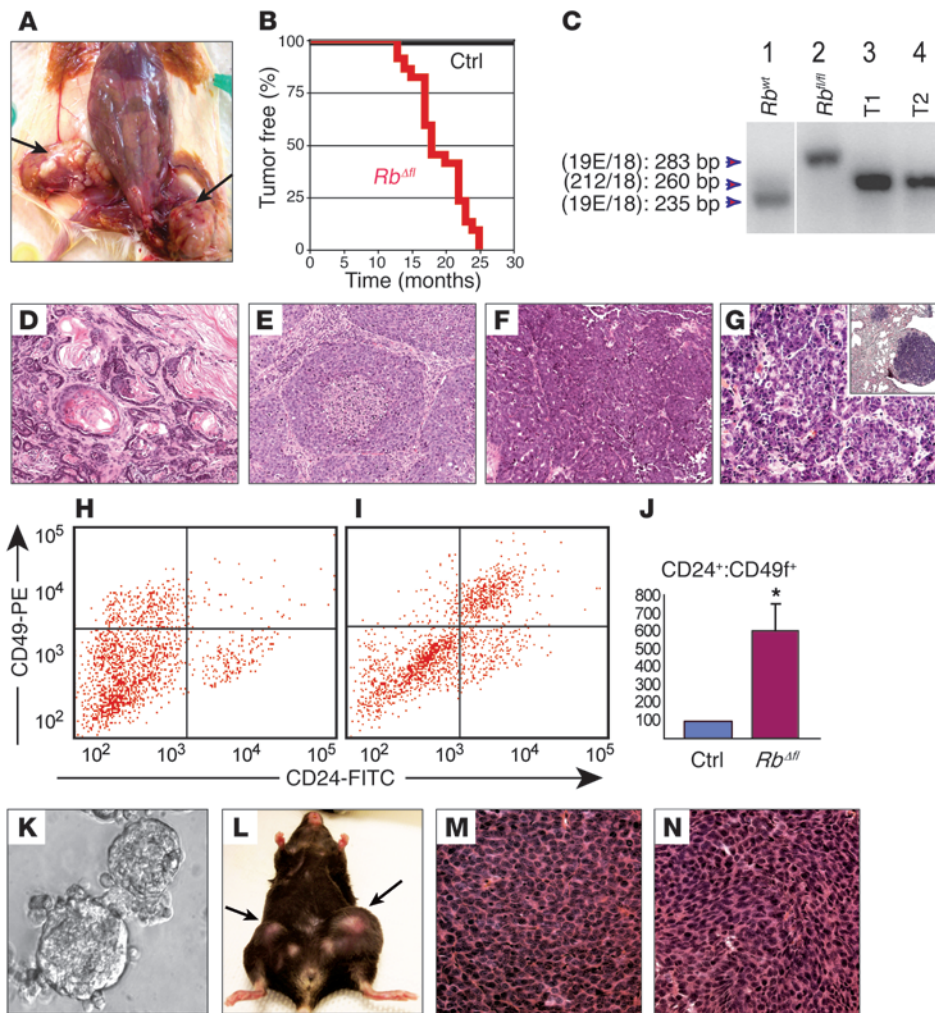 A
B
100
75
50
25
0
Tumor free (%)
Ctrl
Rb^Δfl
0 5 10 15 20 25 30
Time (months)
C
1 2 3 4
Rb^wt
Rb^fl/fl
T1
T2
(19E/18): 283 bp
(212/18): 260 bp
(19E/18): 235 bp
D
E
F
G
H
I
CD49-PE
10^5
10^4
10^3
10^2
10^2 10^3 10^4 10^5
10^2 10^3 10^4 10^5
CD24-FITC
J
CD24+:CD49f+
*
800
700
600
500
400
300
200
100
Ctrl
Rb^Δfl
K
L
M
N